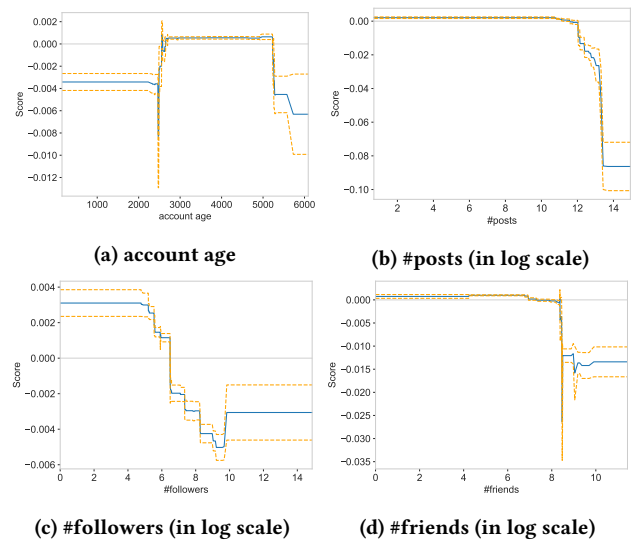 0.002
0.000
−0.002
−0.004
−0.006
−0.008
−0.010
−0.012
Score
1000 2000 3000 4000 5000 6000
account age
(a) account age
0.00
−0.02
−0.04
−0.06
−0.08
−0.10
Score
2 4 6 8 10 12 14
#posts
(b) #posts (in log scale)
0.004
0.002
0.000
−0.002
−0.004
−0.006
Score
0 2 4 6 8 10 12 14
#followers
(c) #followers (in log scale)
0.000
−0.005
−0.010
−0.015
−0.020
−0.025
−0.030
−0.035
Score
0 2 4 6 8 10
#friends
(d) #friends (in log scale)